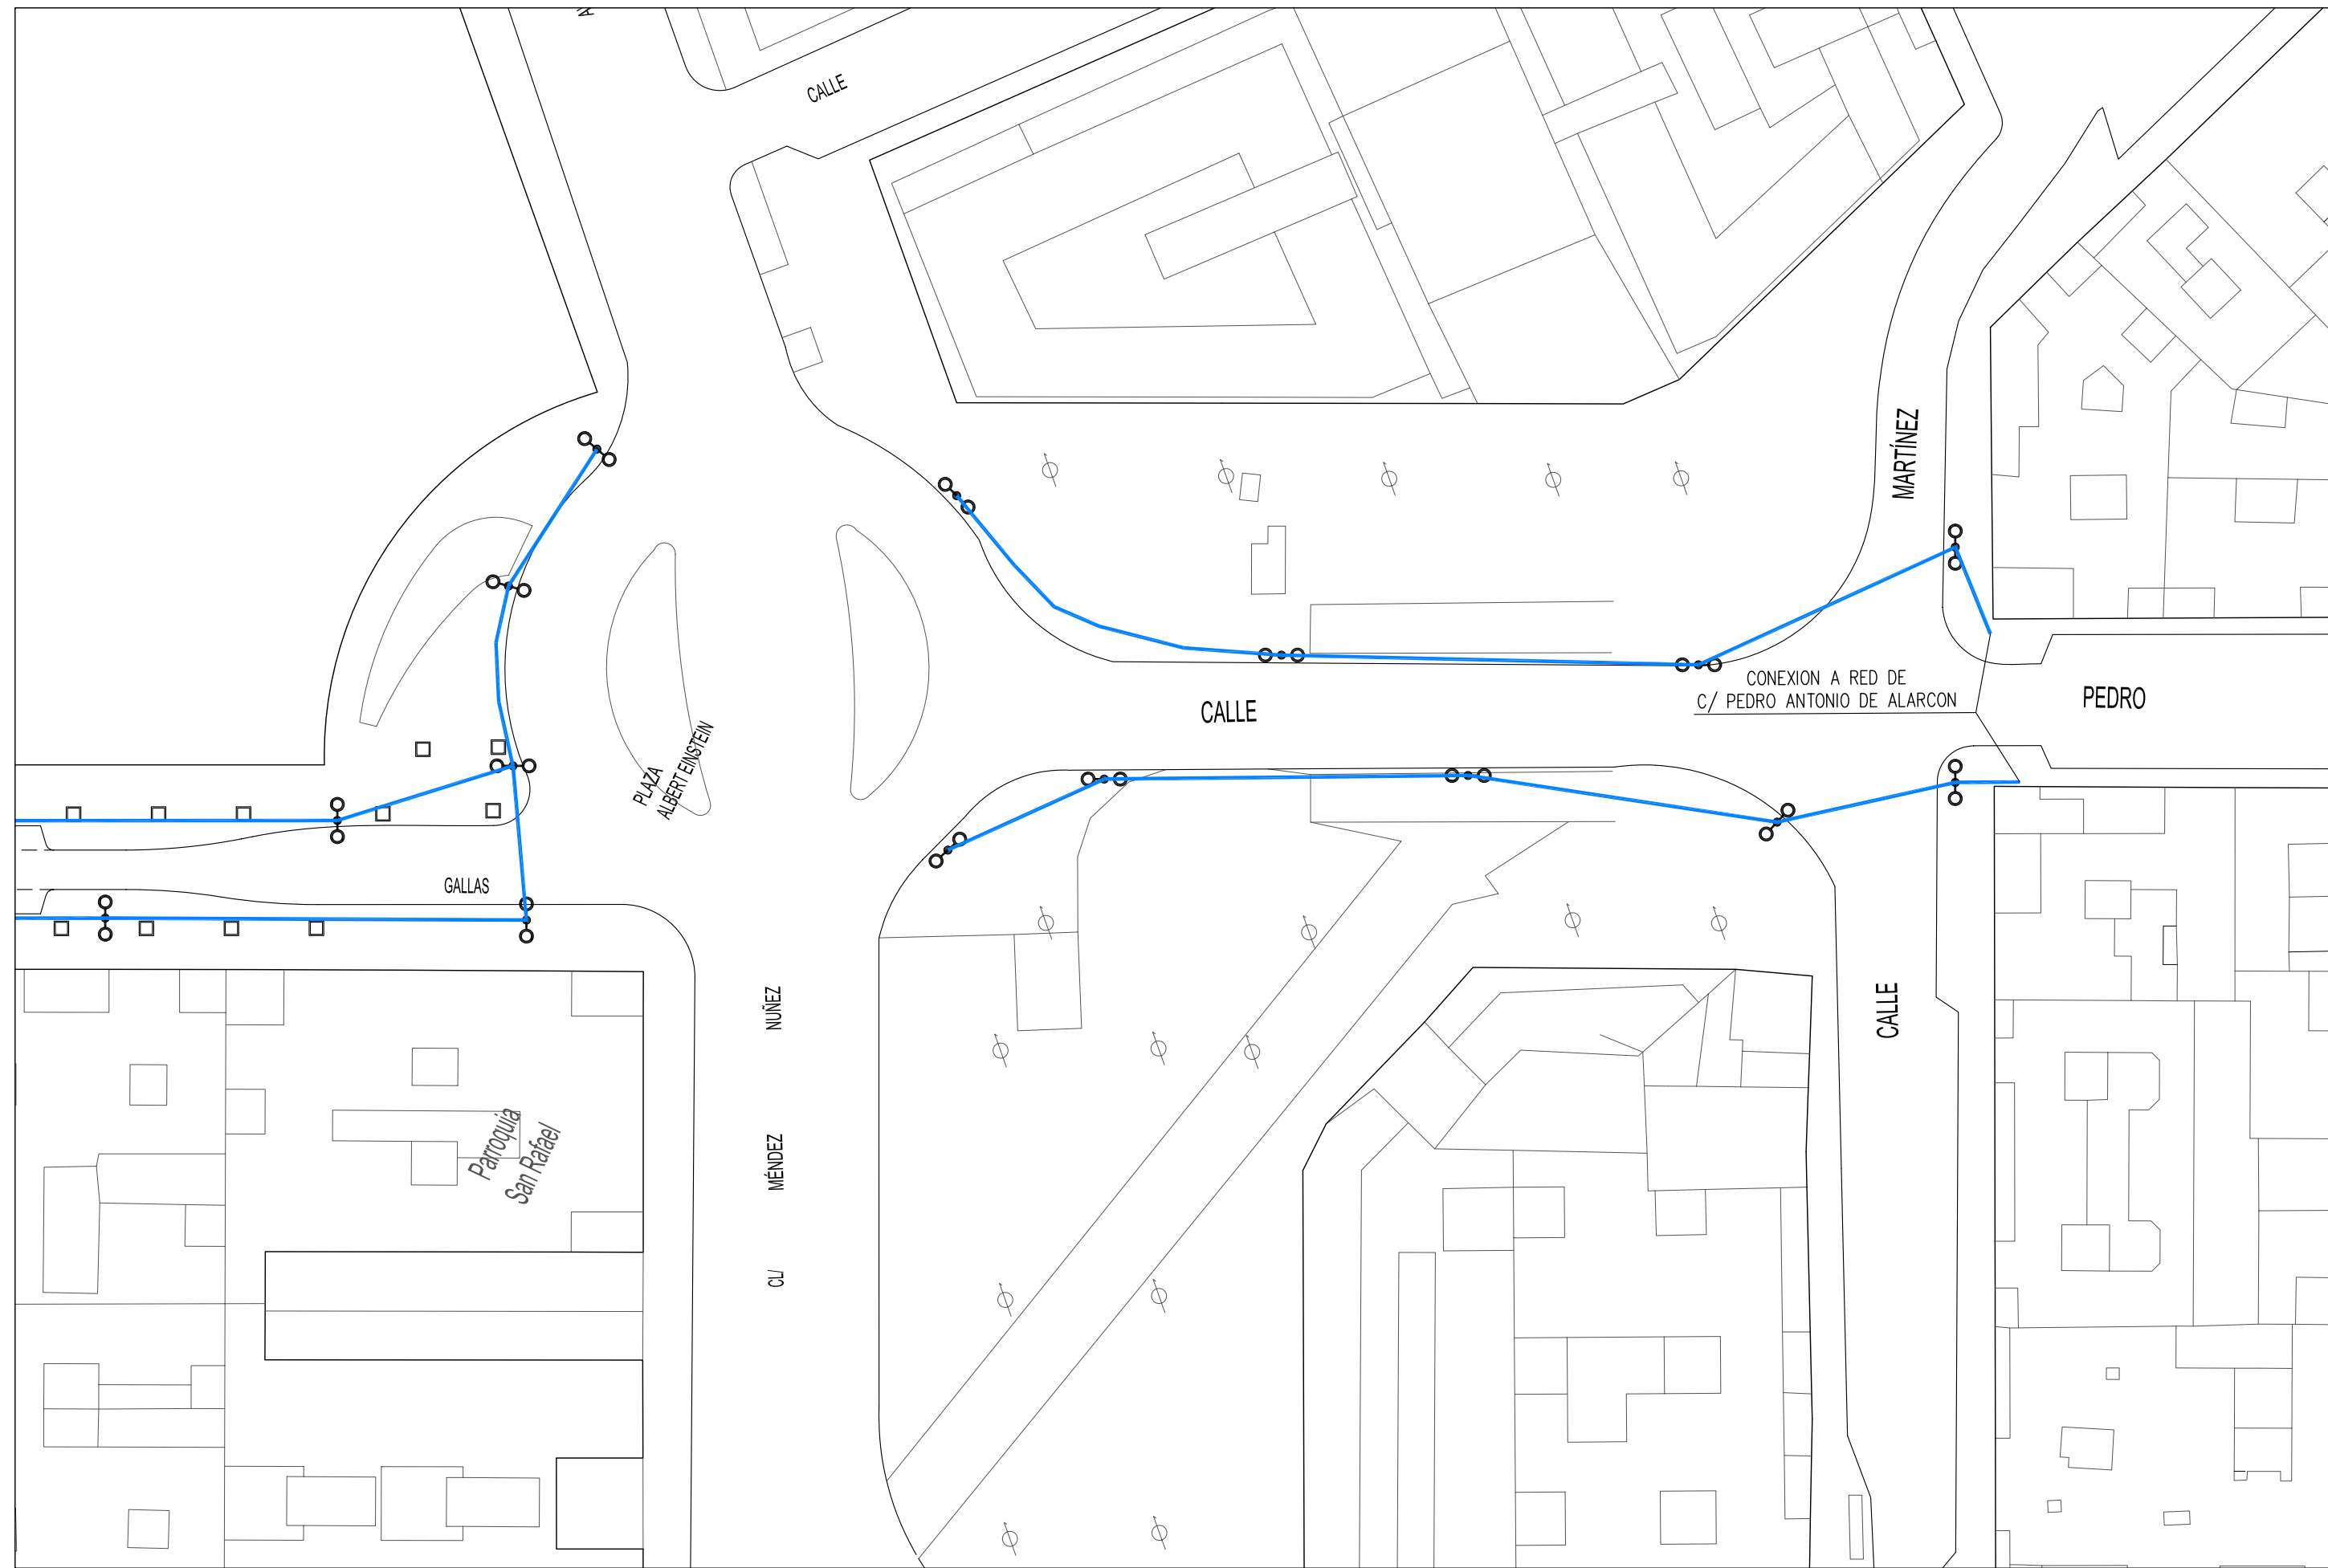 CALLE
MARTÍNEZ
CONEXION A RED DE
C/ PEDRO ANTONIO DE ALARCON
PEDRO
CALLE
PLAZA
ALBERT EINSTEIN
GALLAS
NUÑEZ
MÉNDEZ
CL/
CALLE
Parroquia
San Rafael